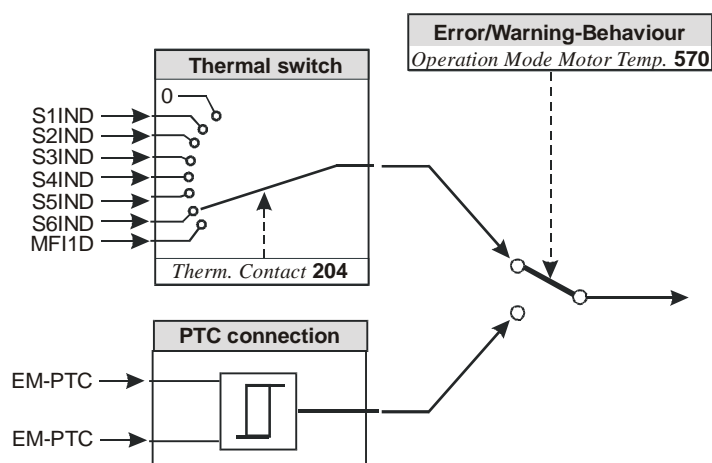 Error/Warning-Behaviour
Operation Mode Motor Temp. 570
Thermal switch
0
S1IND
S2IND
S3IND
S4IND
S5IND
S6IND
MFI1D
Therm. Contact 204
PTC connection
EM-PTC
EM-PTC